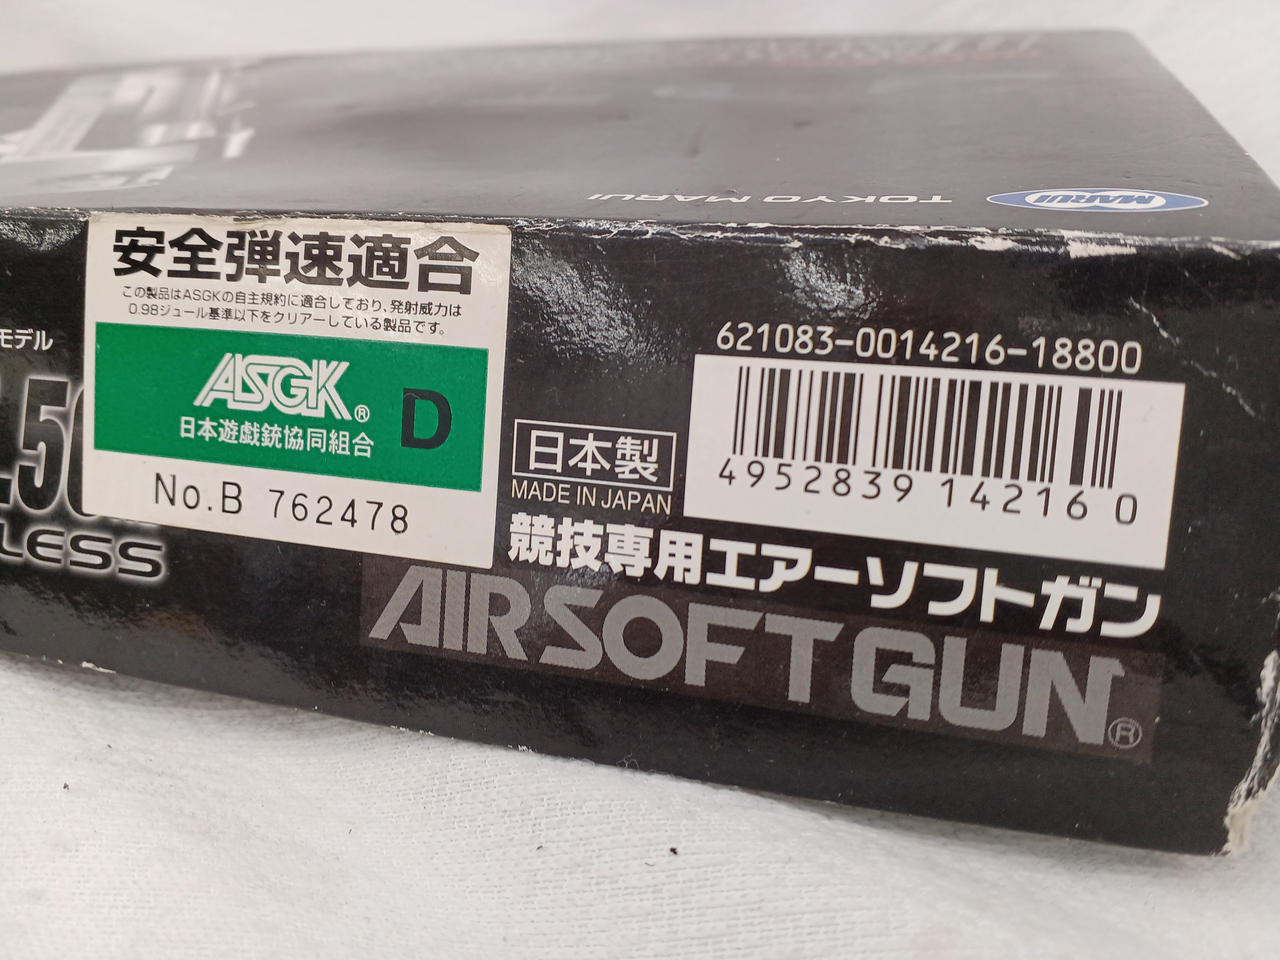 TOKYO MARUI
MARUI
安全弾速適合
この製品はASGKの自主規約に適合しており、発射威力は
0.98ジュール基準以下をクリアーしている製品です。
ASGK® D
日本遊戯銃協同組合
No.B 762478
モデル
.50
LESS
日本製
MADE IN JAPAN
621083-0014216-18800
4952839142160
競技専用エアーソフトガン
AIRSOFT GUN®